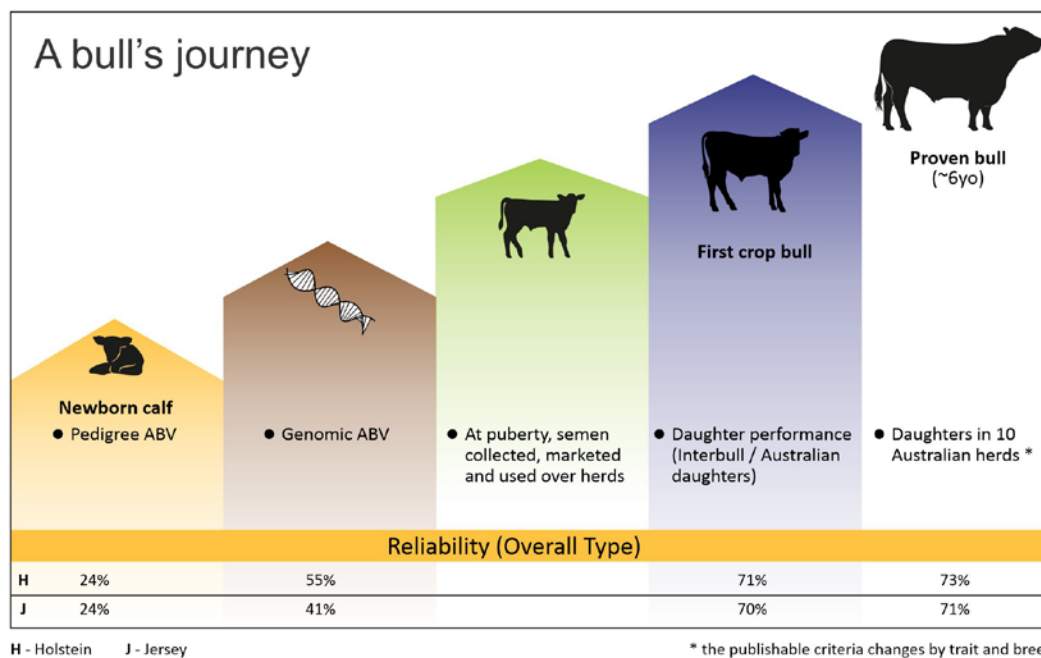 A bull's journey
Proven bull
(~6yo)
First crop bull
Newborn calf
● Pedigree ABV
● Genomic ABV
● At puberty, semen
collected, marketed
and used over herds
● Daughter performance
(Interbull / Australian
daughters)
● Daughters in 10
Australian herds *
Reliability (Overall Type)
H 24% 55% 71% 73%
J 24% 41% 70% 71%
H - Holstein J - Jersey
* the publishable criteria changes by trait and bree